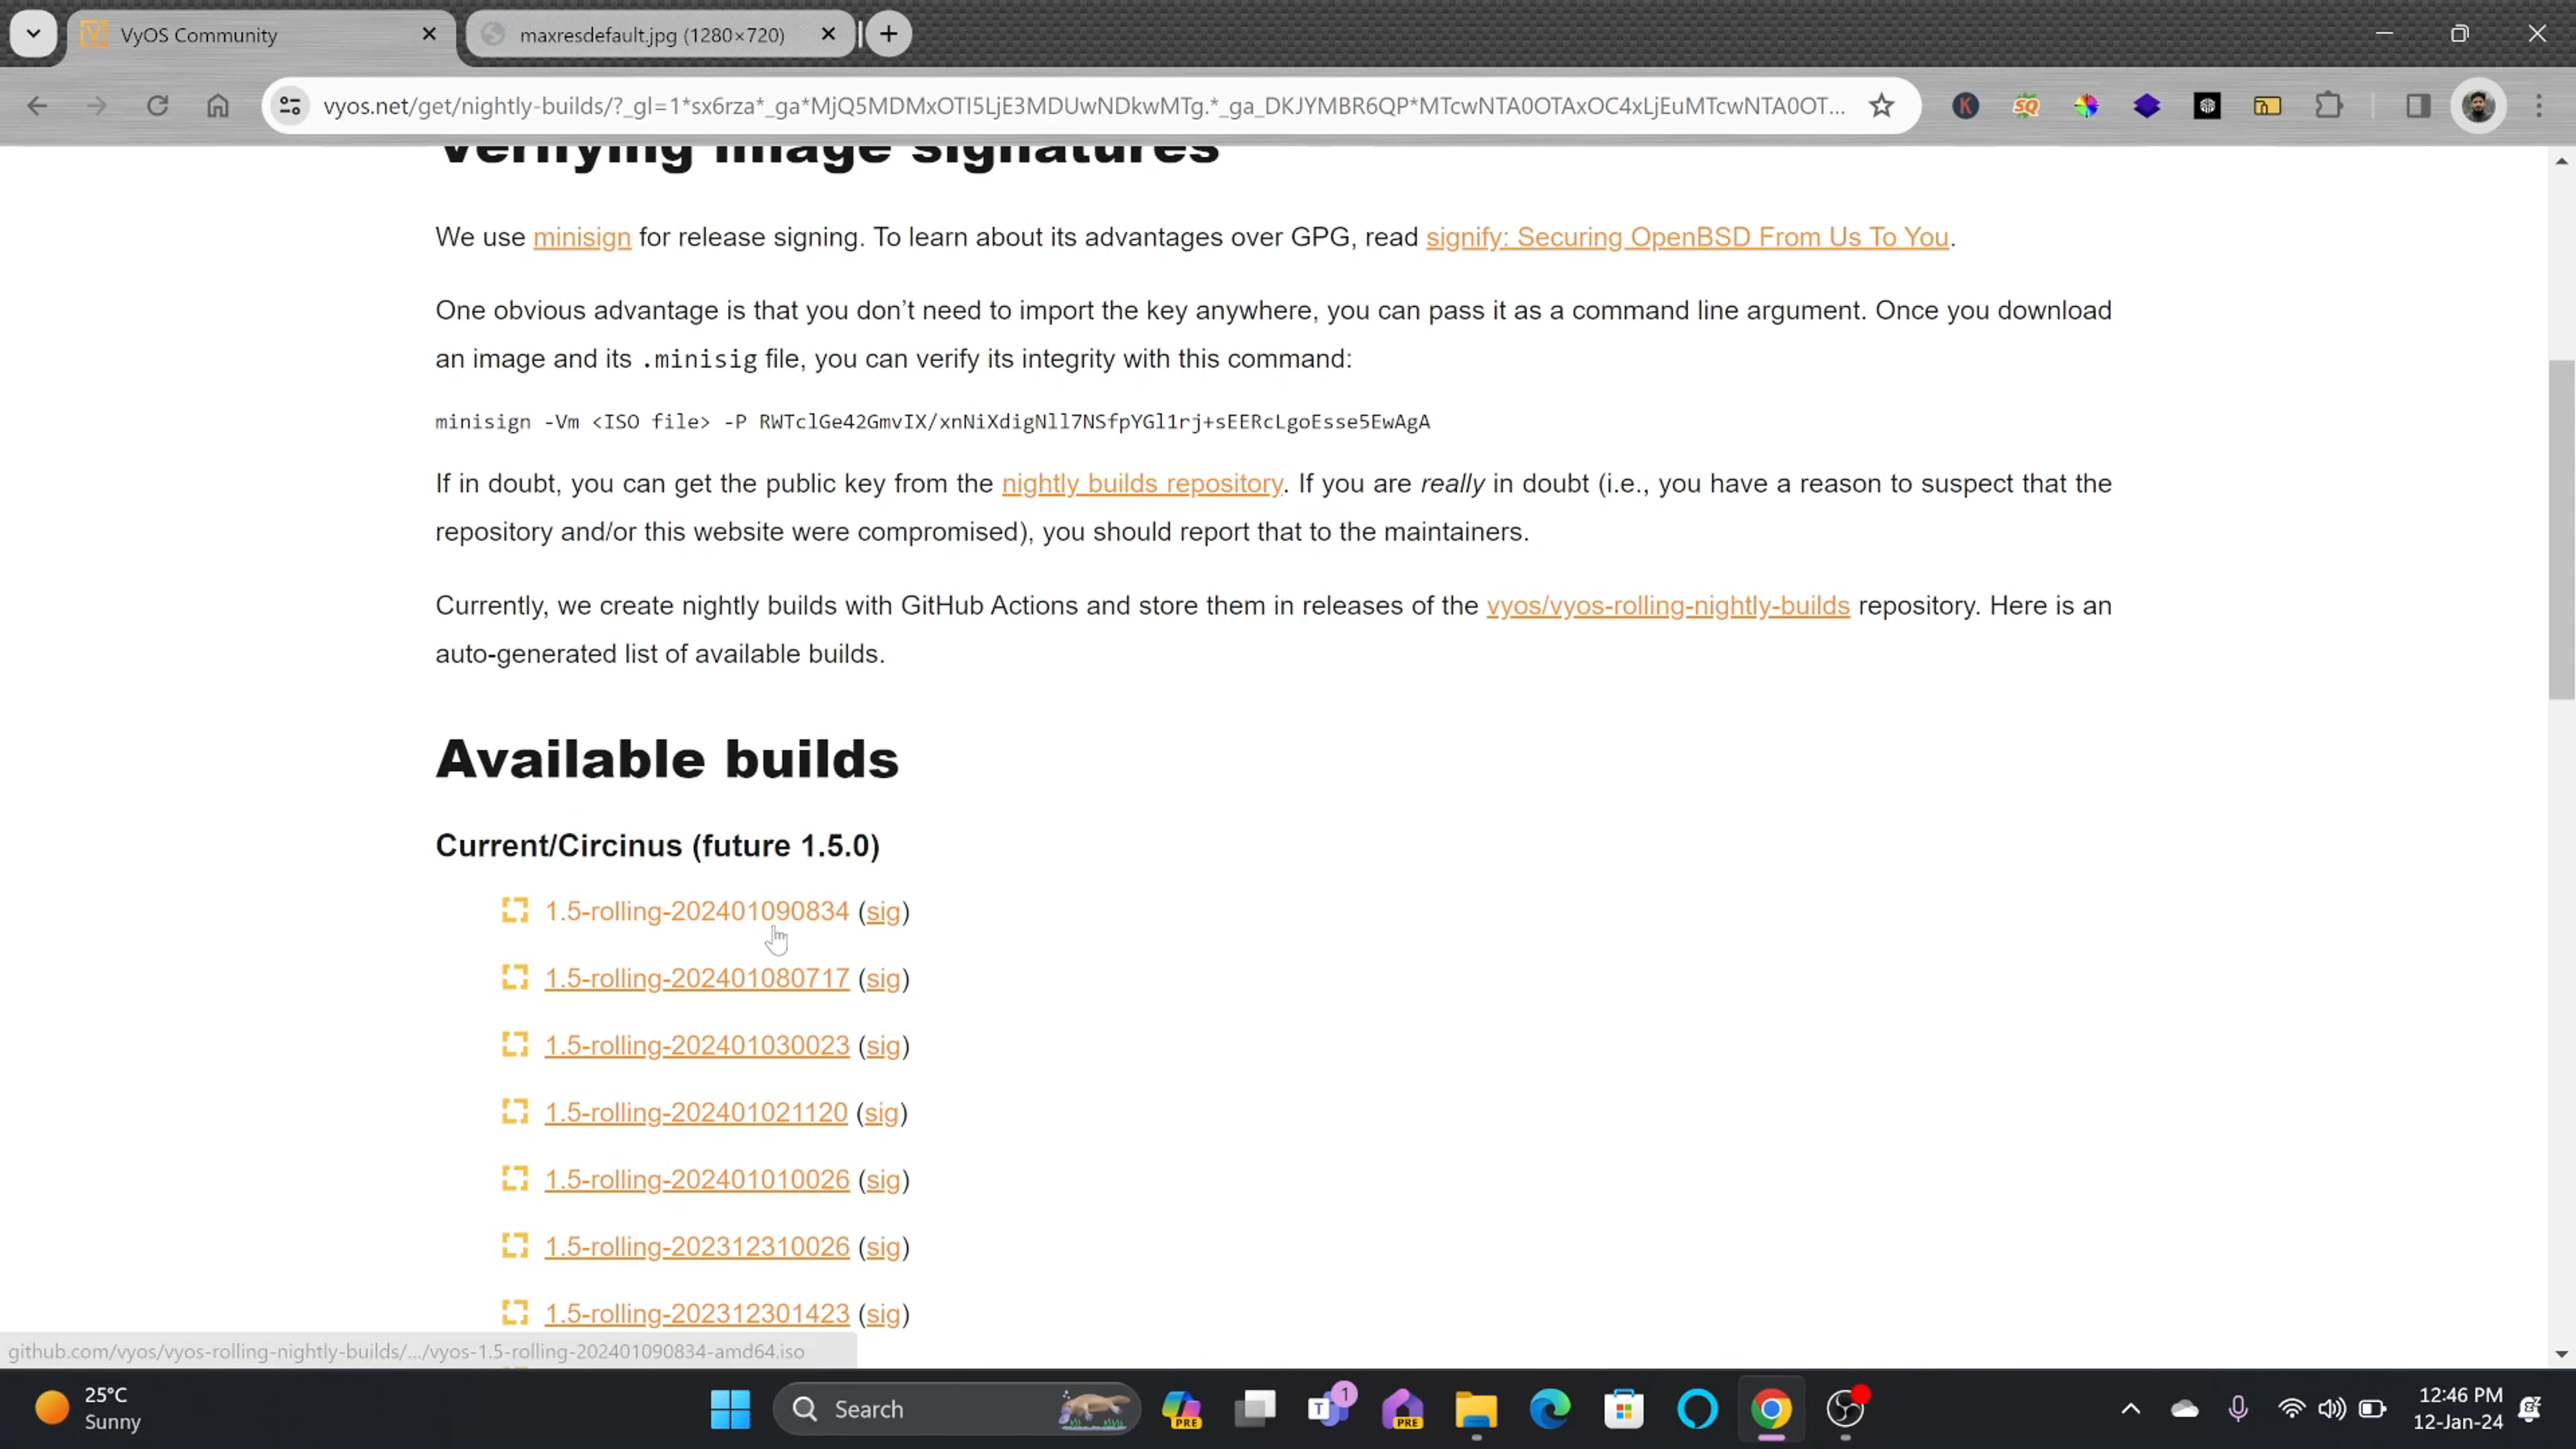 VyOS Community
maxresdefault.jpg (1280×720)
vyos.net/get/nightly-builds/?_gl=1*sx6rza*_ga*MjQ5MDMxOTI5LjE3MDUwNDkwMTg.*_ga_DKJYMBR6QP*MTcwNTA0OTAxOC4xLjEuMTcwNTA0OT...
Verifying image signatures
We use minisign for release signing. To learn about its advantages over GPG, read signify: Securing OpenBSD From Us To You.
One obvious advantage is that you don’t need to import the key anywhere, you can pass it as a command line argument. Once you download
an image and its .minisig file, you can verify its integrity with this command:
minisign -Vm <ISO file> -P RWTclGe42GmvIX/xnNiXdigNll7NSfpYGl1rj+sEERcLgoEsse5EwAgA
If in doubt, you can get the public key from the nightly builds repository. If you are really in doubt (i.e., you have a reason to suspect that the
repository and/or this website were compromised), you should report that to the maintainers.
Currently, we create nightly builds with GitHub Actions and store them in releases of the vyos/vyos-rolling-nightly-builds repository. Here is an
auto-generated list of available builds.
Available builds
Current/Circinus (future 1.5.0)
1.5-rolling-202401090834 (sig)
1.5-rolling-202401080717 (sig)
1.5-rolling-202401030023 (sig)
1.5-rolling-202401021120 (sig)
1.5-rolling-202401010026 (sig)
1.5-rolling-202312310026 (sig)
1.5-rolling-202312301423 (sig)
github.com/vyos/vyos-rolling-nightly-builds/.../vyos-1.5-rolling-202401090834-amd64.iso
25°C
Sunny
Search
PRE
T
1
PRE
12:46 PM
12-Jan-24
K
SQ